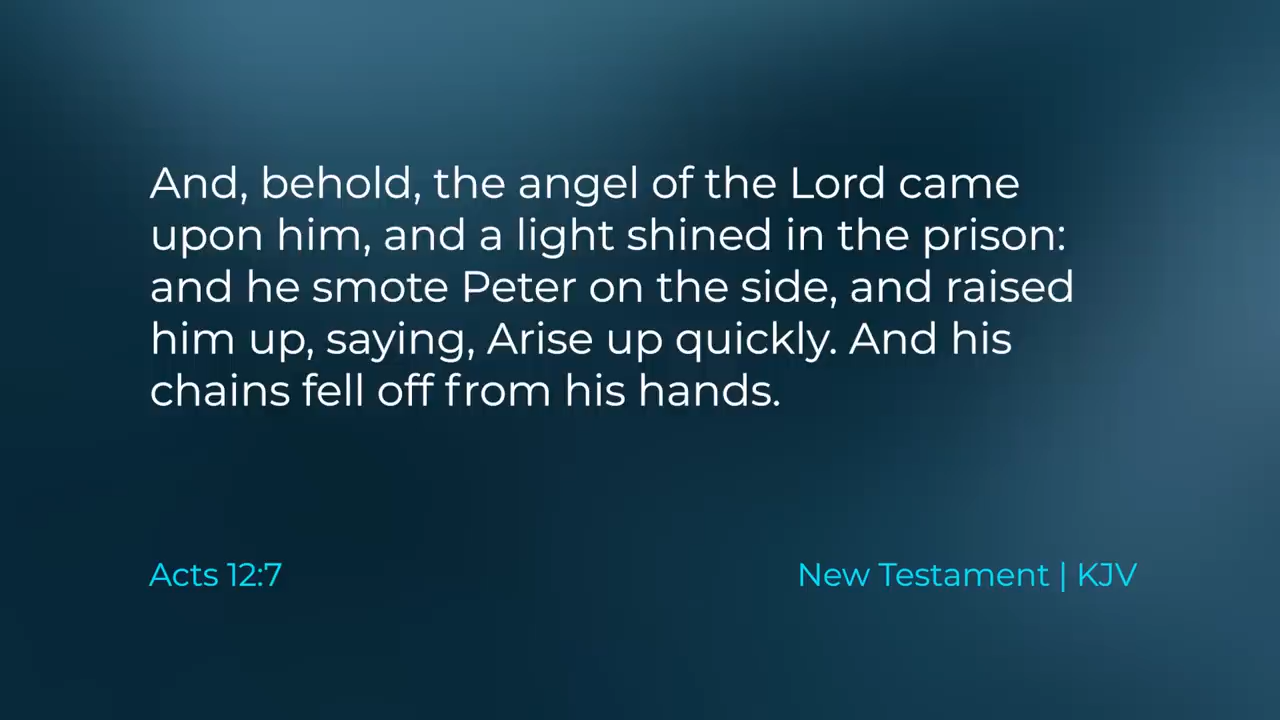 And, behold, the angel of the Lord came
upon him, and a light shined in the prison:
and he smote Peter on the side, and raised
him up, saying, Arise up quickly. And his
chains fell off from his hands.
Acts 12:7
New Testament | KJV